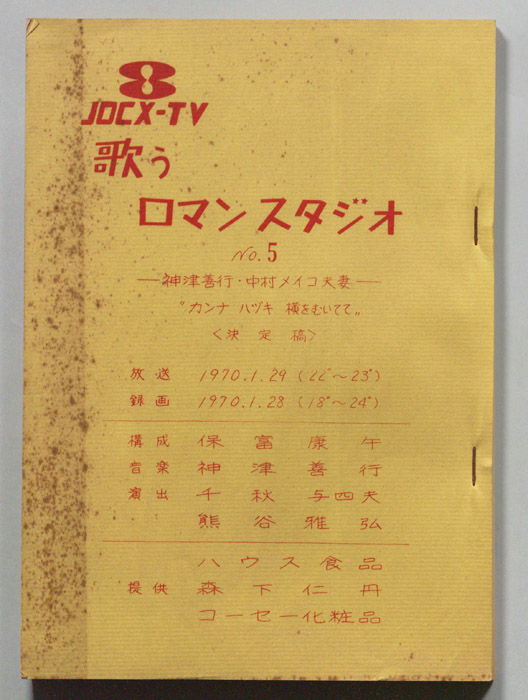 8
JOCX-TV
歌う
ロマンスタジオ
No.5
―神津善行・中村メイコ夫妻―
"カンナ ハヅキ 横をむいてて"
<決定稿>
放送 1970.1.29 (22°～23°)
録画 1970.1.28 (18°～24°)
構成 保富康午
音楽 神津善行
演出 千秋与四夫
熊谷雅弘
ハウス食品
提供 森下仁丹
コーセー化粧品